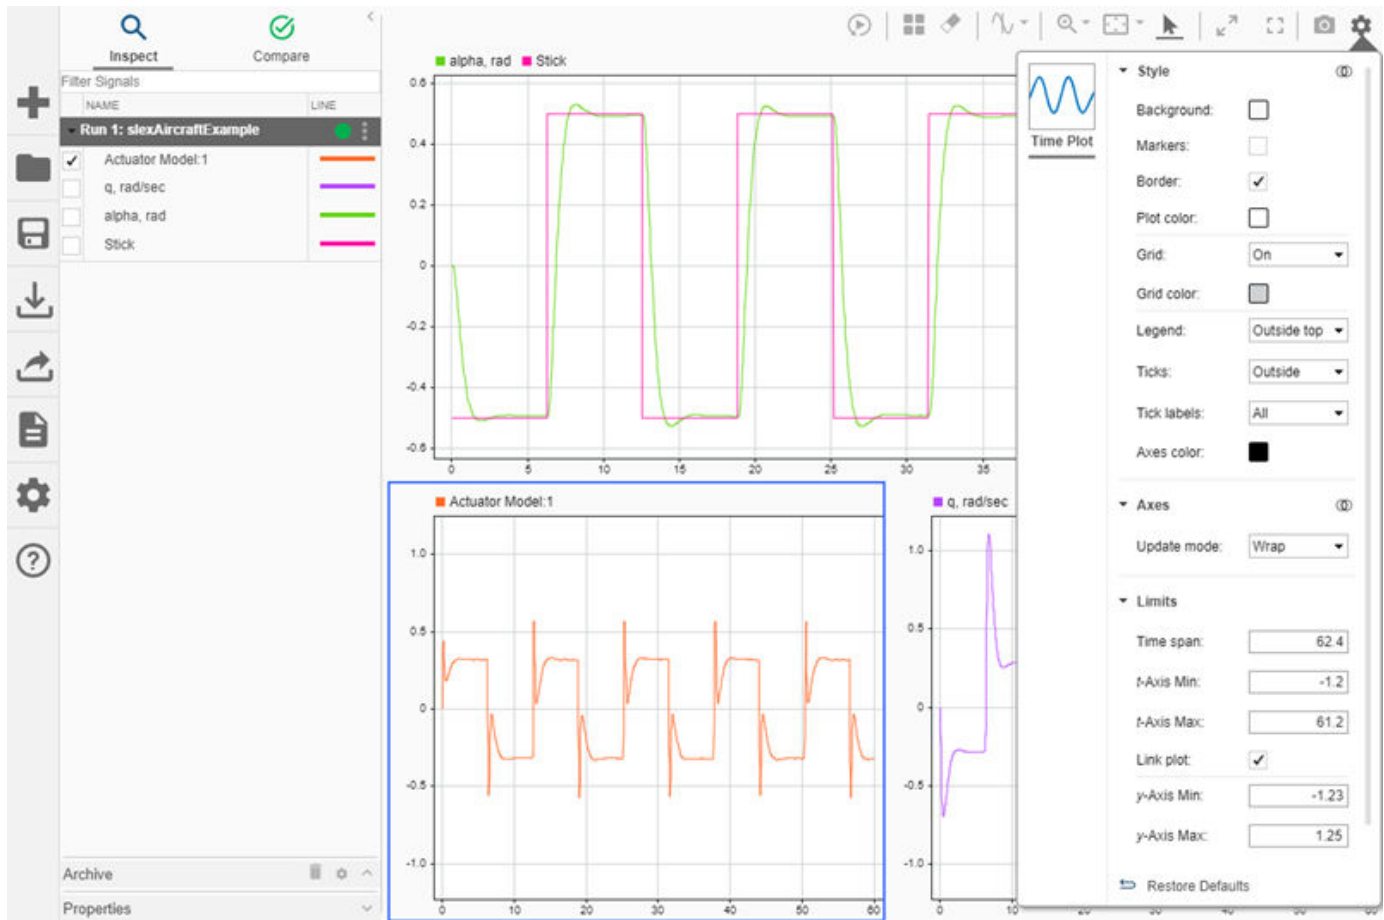 Inspect
Compare
Filter Signals
NAME
LINE
Run 1: slexAircraftExample
Actuator Model:1
q, rad/sec
alpha, rad
Stick
Archive
Properties
alpha, rad
Stick
0.6
0.4
0.2
0
-0.2
-0.4
-0.6
0 5 10 15 20 25 30 35
Actuator Model:1
1.0
0.5
0
-0.5
-1.0
0 10 20 30 40 50 60
q, rad/sec
1.0
0.5
0
-0.5
-1.0
0 10 20 30 40 50 60
Time Plot
Style
Background:
Markers:
Border:
Plot color:
Grid: On
Grid color:
Legend: Outside top
Ticks: Outside
Tick labels: All
Axes color:
Axes
Update mode: Wrap
Limits
Time span: 62.4
t-Axis Min: -1.2
t-Axis Max: 61.2
Link plot:
y-Axis Min: -1.23
y-Axis Max: 1.25
Restore Defaults